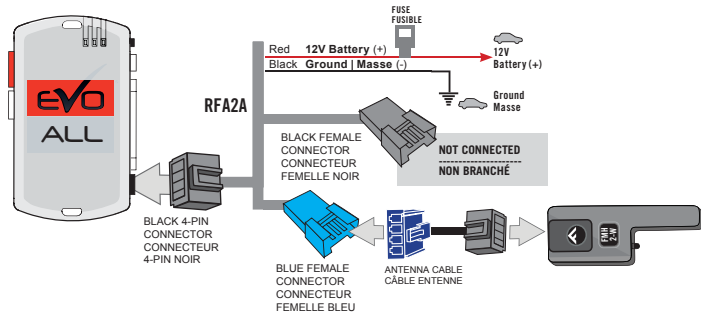 FUSE
FUSIBLE
Red 12V Battery (+)
Black Ground | Masse (-)
12V
Battery (+)
Ground
Masse
EVO
ALL
RFA2A
BLACK FEMALE
CONNECTOR
CONNECTEUR
FEMELLE NOIR
NOT CONNECTED
NON BRANCHÉ
BLACK 4-PIN
CONNECTOR
CONNECTEUR
4-PIN NOIR
BLUE FEMALE
CONNECTOR
CONNECTEUR
FEMELLE BLEU
ANTENNA CABLE
CÂBLE ENTENNE
FMH
2-W